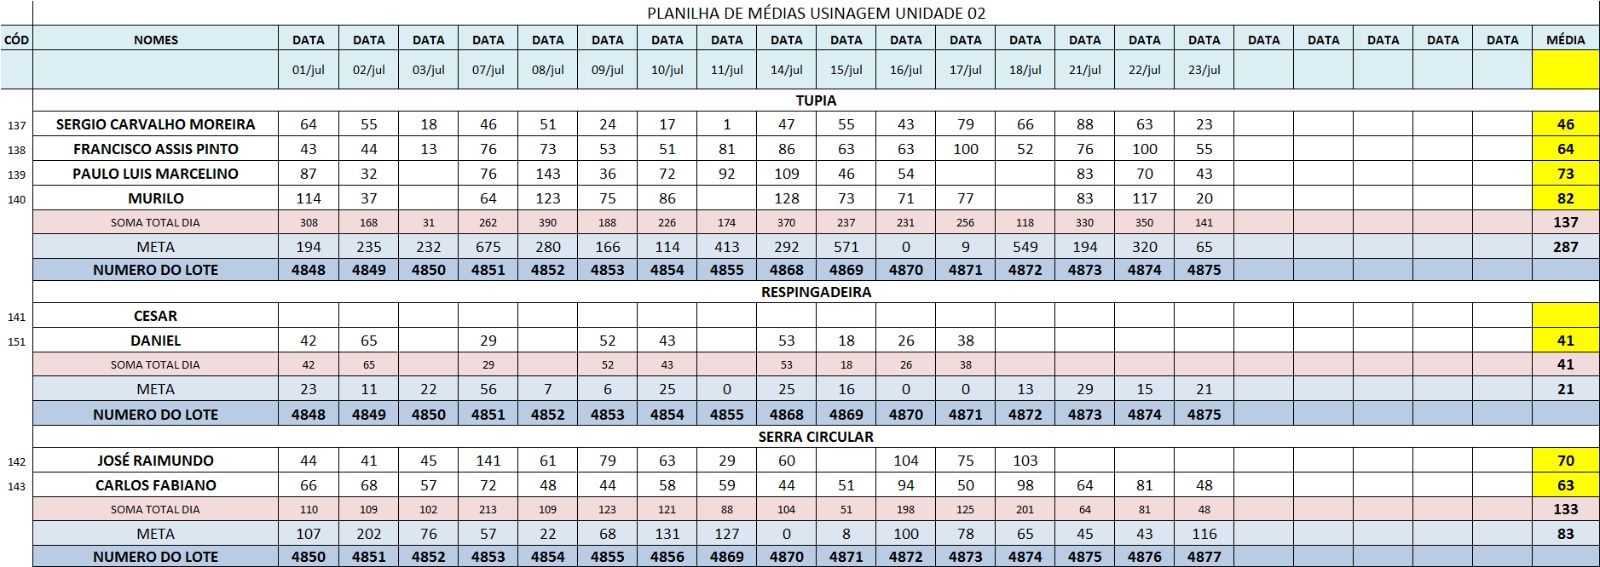 PLANILHA DE MÉDIAS USINAGEM UNIDADE 02
CÓD NOMES DATA DATA DATA DATA DATA DATA DATA DATA DATA DATA DATA DATA DATA DATA DATA DATA DATA DATA DATA DATA DATA MÉDIA
01/jul 02/jul 03/jul 07/jul 08/jul 09/jul 10/jul 11/jul 14/jul 15/jul 16/jul 17/jul 18/jul 21/jul 22/jul 23/jul
TUPIA
137 SERGIO CARVALHO MOREIRA 64 55 18 46 51 24 17 1 47 55 43 79 66 88 63 23 46
138 FRANCISCO ASSIS PINTO 43 44 13 76 73 53 51 81 86 63 63 100 52 76 100 55 64
139 PAULO LUIS MARCELINO 87 32 76 143 36 72 92 109 46 54 83 70 43 73
140 MURILO 114 37 64 123 75 86 128 73 71 77 83 117 20 82
SOMA TOTAL DIA 308 168 31 262 390 188 226 174 370 237 231 256 118 330 350 141 137
META 194 235 232 675 280 166 114 413 292 571 0 9 549 194 320 65 287
NUMERO DO LOTE 4848 4849 4850 4851 4852 4853 4854 4855 4868 4869 4870 4871 4872 4873 4874 4875
RESPINGADEIRA
141 CESAR
151 DANIEL 42 65 29 52 43 53 18 26 38 41
SOMA TOTAL DIA 42 65 29 52 43 53 18 26 38 41
META 23 11 22 56 7 6 25 0 25 16 0 0 13 29 15 21 21
NUMERO DO LOTE 4848 4849 4850 4851 4852 4853 4854 4855 4868 4869 4870 4871 4872 4873 4874 4875
SERRA CIRCULAR
142 JOSÉ RAIMUNDO 44 41 45 141 61 79 63 29 60 104 75 103 70
143 CARLOS FABIANO 66 68 57 72 48 44 58 59 44 51 94 50 98 64 81 48 63
SOMA TOTAL DIA 110 109 102 213 109 123 121 88 104 51 198 125 201 64 81 48 133
META 107 202 76 57 22 68 131 127 0 8 100 78 65 45 43 116 83
NUMERO DO LOTE 4850 4851 4852 4853 4854 4855 4856 4869 4870 4871 4872 4873 4874 4875 4876 4877